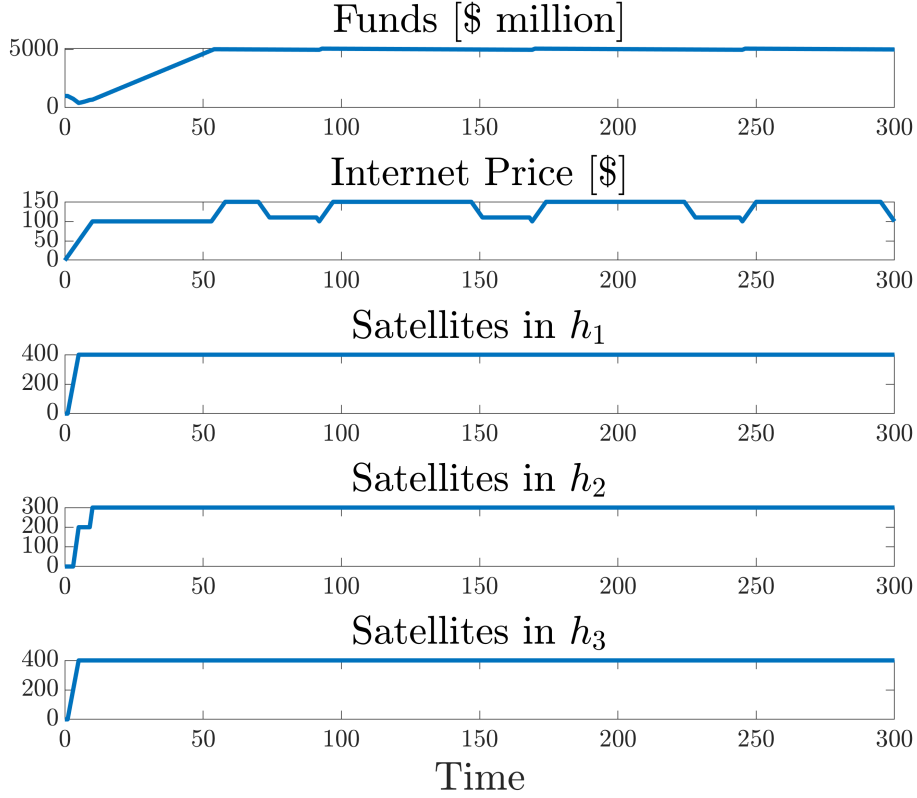 Funds [$ million]
5000
0
0 50 100 150 200 250 300
Internet Price [$]
150
100
50
0
0 50 100 150 200 250 300
Satellites in h₁
400
200
0
0 50 100 150 200 250 300
Satellites in h₂
300
200
100
0
0 50 100 150 200 250 300
Satellites in h₃
400
200
0
0 50 100 150 200 250 300
Time